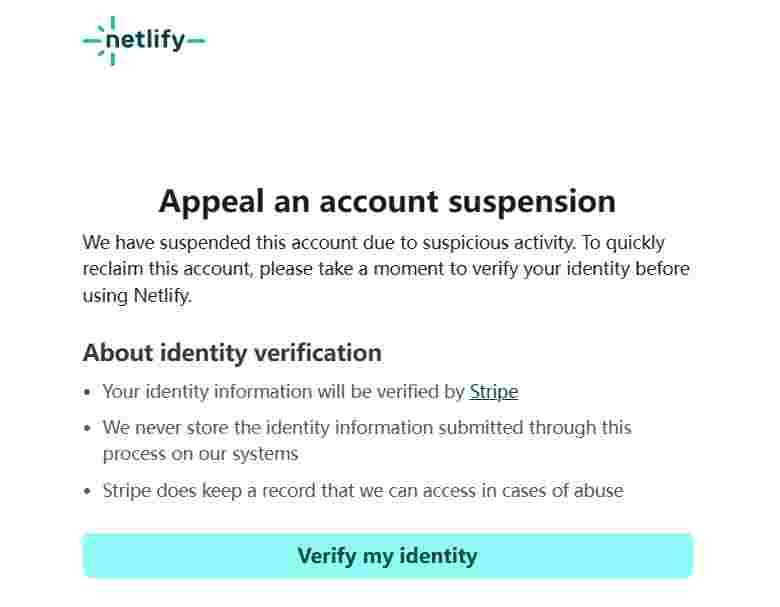 netlify
Appeal an account suspension
We have suspended this account due to suspicious activity. To quickly
reclaim this account, please take a moment to verify your identity before
using Netlify.
About identity verification
• Your identity information will be verified by Stripe
• We never store the identity information submitted through this
process on our systems
• Stripe does keep a record that we can access in cases of abuse
Verify my identity